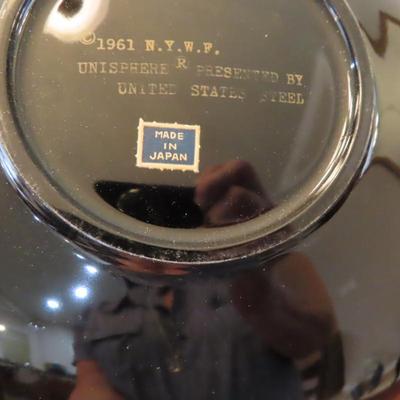 ©1961 N.Y.W.F.
UNISPHERE ® PRESENTED BY
UNITED STATES STEEL
MADE
IN
JAPAN